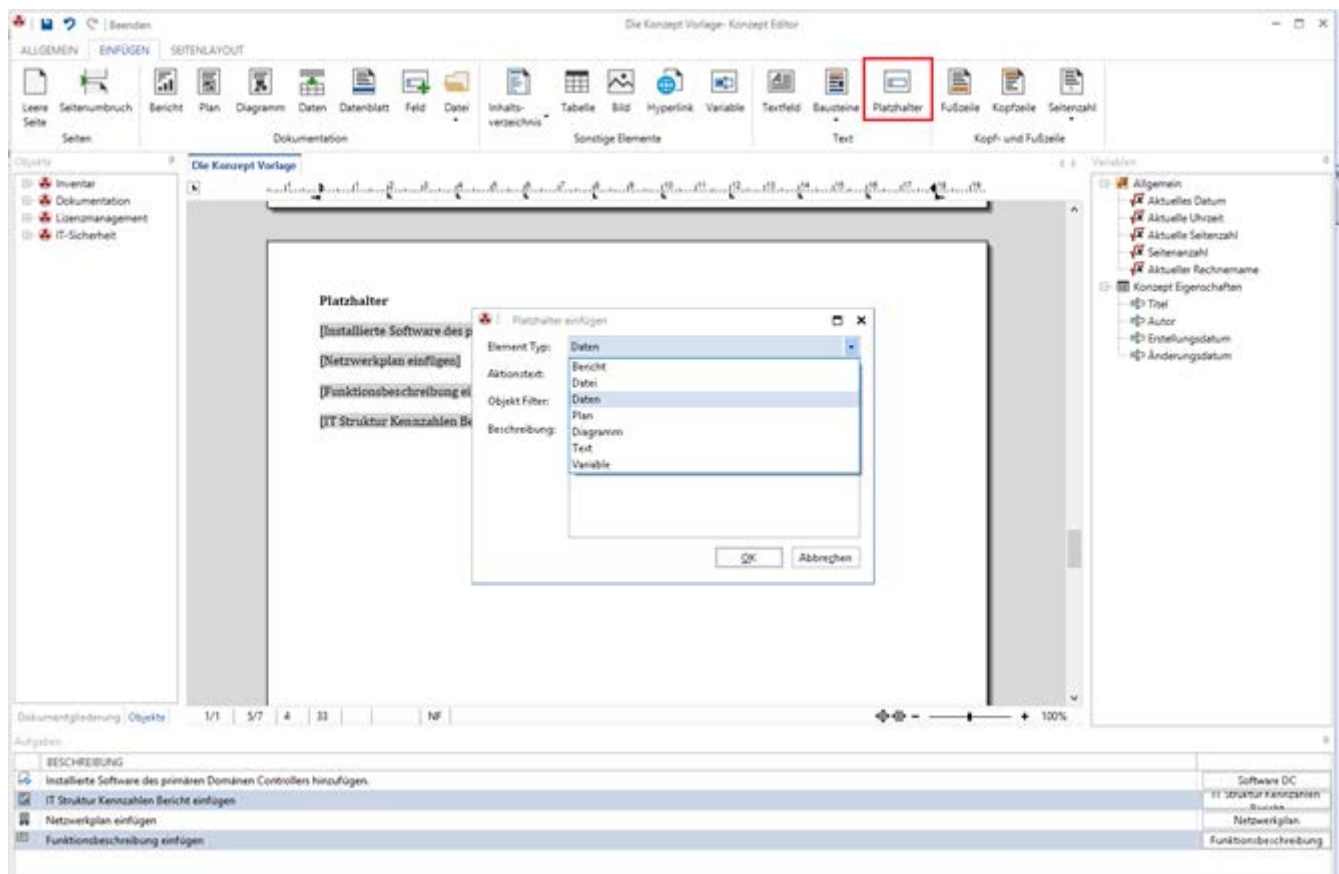 Beenden
Die Konzept Vorlage- Konzept Editor
ALLGEMEIN EINFÜGEN SEITENLAYOUT
Leere Seite Seitenumbruch Bericht Plan Diagramm Daten Datenblatt Feld Datei Inhalts-verzeichnis Tabelle Bild Hyperlink Variable Textfeld Bausteine Platzhalter Fußzeile Kopfzeile Seitenzahl
Seiten Dokumentation Sonstige Elemente Text Kopf- und Fußzeile
Objekte
Inventar
Dokumentation
Lizenzmanagement
IT-Sicherheit
Die Konzept Vorlage
Platzhalter
[Installierte Software des p
[Netzwerkplan einfügen]
[Funktionsbeschreibung ei
[IT Struktur Kennzahlen Be
Platzhalter einfügen
Element Typ: Daten
Aktionstext:
Objekt Filter:
Beschreibung:
Bericht
Datei
Daten
Plan
Diagramm
Text
Variable
OK Abbrechen
Variablen
Allgemein
Aktuelles Datum
Aktuelle Uhrzeit
Aktuelle Seitenzahl
Seitenanzahl
Aktueller Rechnername
Konzept Eigenschaften
Titel
Autor
Erstellungsdatum
Änderungsdatum
Dokumentgliederung Objekte
1/1 5/7 4 33 NF
100%
Aufgaben
BESCHREIBUNG
Installierte Software des primären Domänen Controllers hinzufügen. Software DC
IT Struktur Kennzahlen Bericht einfügen IT Struktur Kennzahlen Bericht
Netzwerkplan einfügen Netzwerkplan
Funktionsbeschreibung einfügen Funktionsbeschreibung